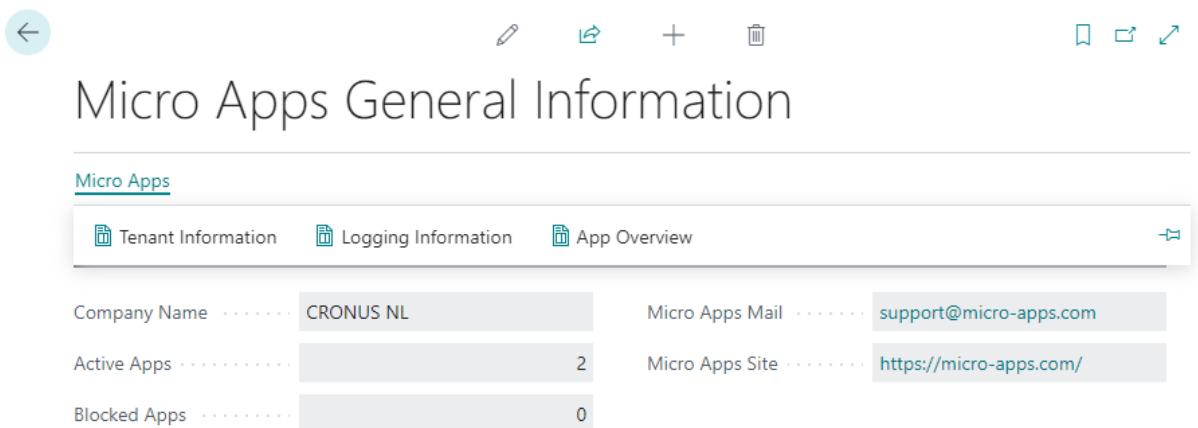 Micro Apps General Information
Micro Apps
Tenant Information Logging Information App Overview
Company Name CRONUS NL Micro Apps Mail support@micro-apps.com
Active Apps 2 Micro Apps Site https://micro-apps.com/
Blocked Apps 0